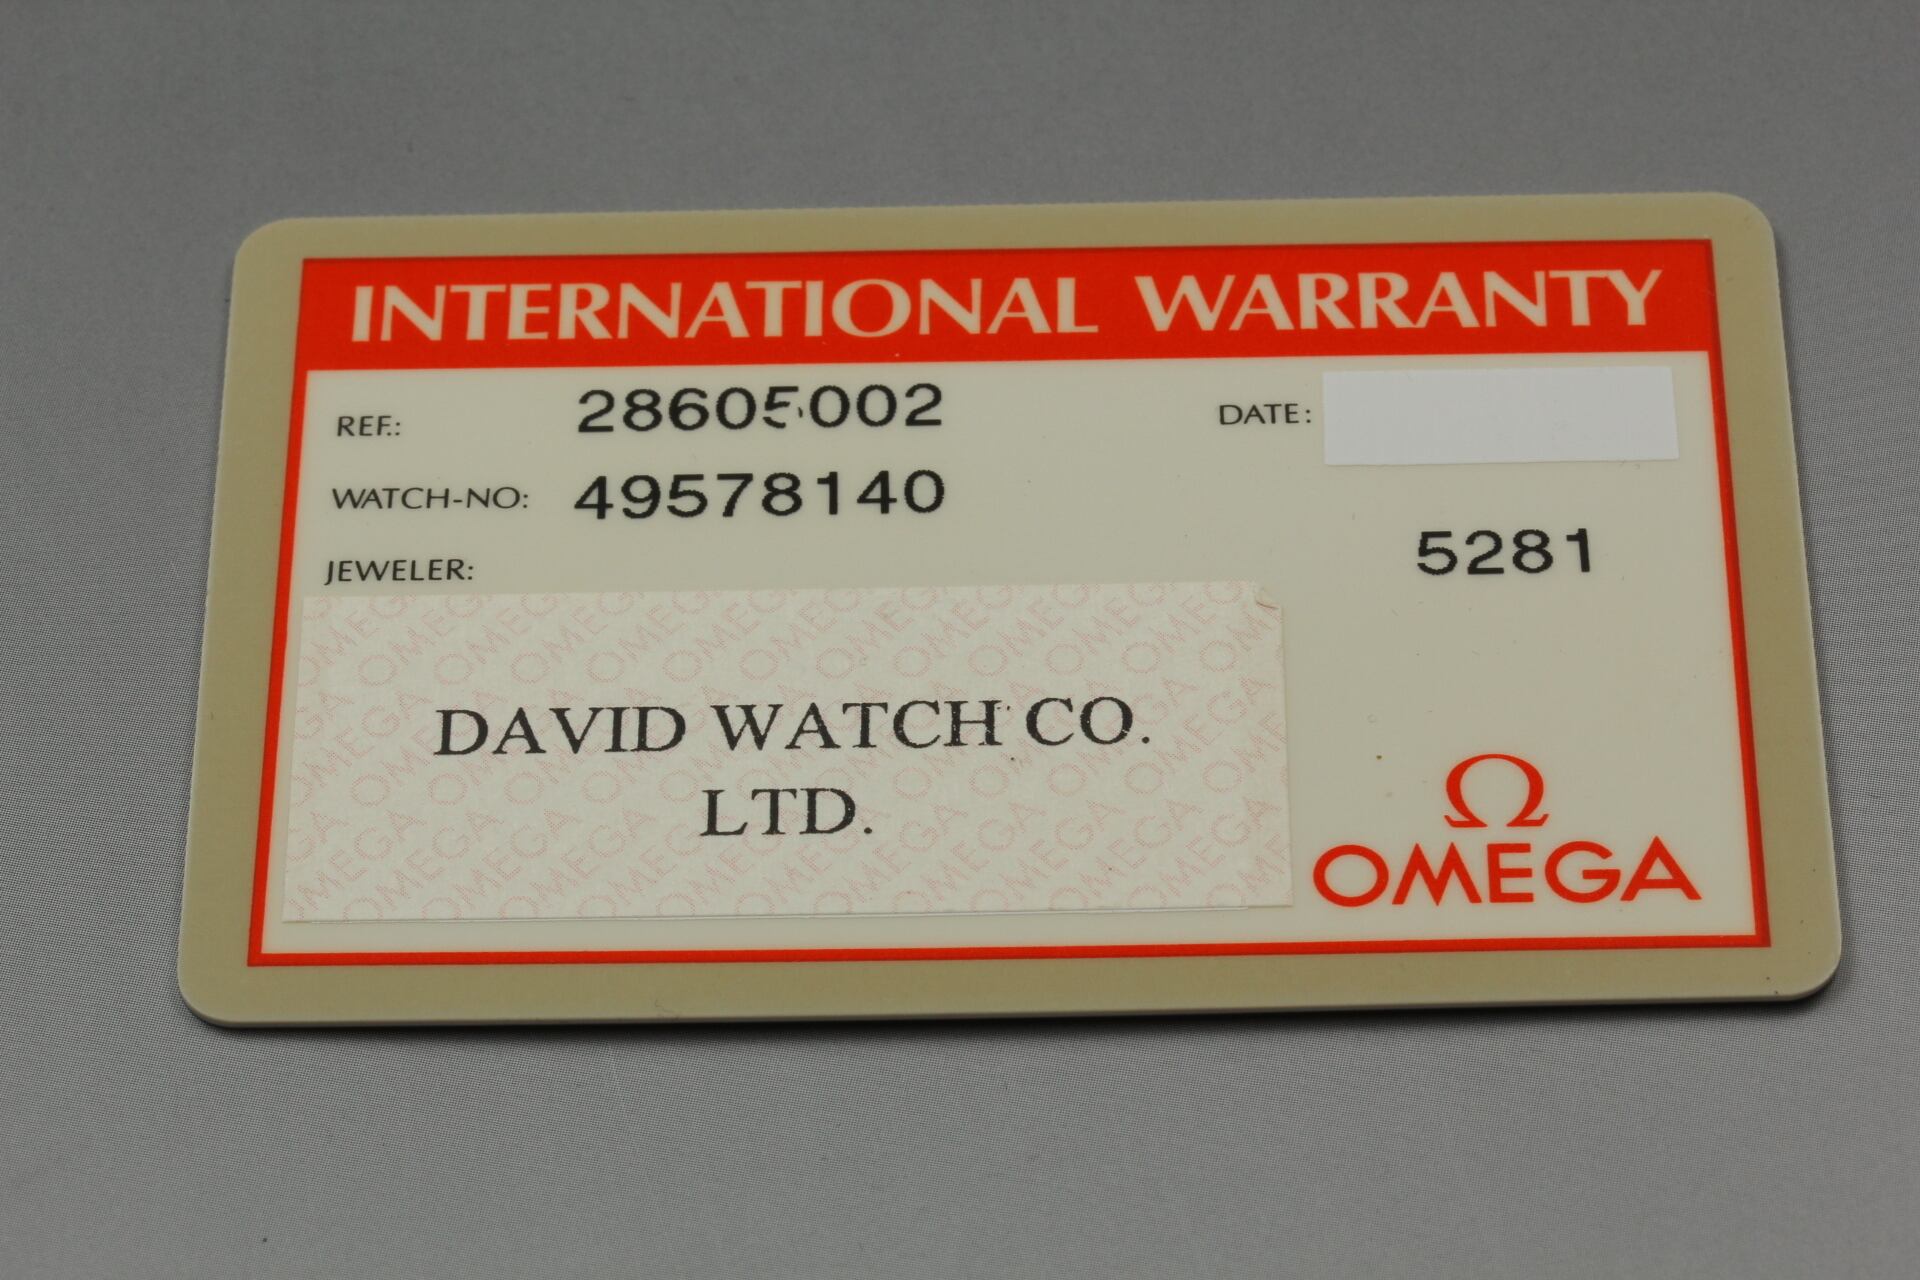 INTERNATIONAL WARRANTY
REF.: 28605002
DATE:
WATCH-NO: 49578140
5281
JEWELER:
DAVID WATCH CO.
LTD.
Ω
OMEGA